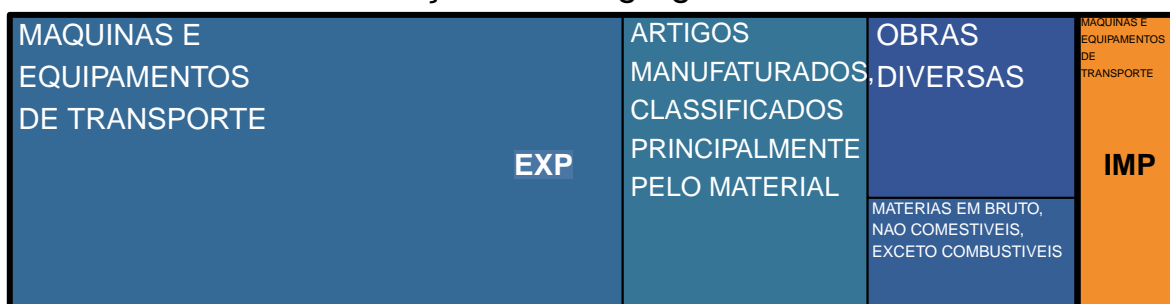 MAQUINAS E
EQUIPAMENTOS
DE TRANSPORTE
EXP
ARTIGOS
MANUFATURADOS,
CLASSIFICADOS
PRINCIPALMENTE
PELO MATERIAL
OBRAS
DIVERSAS
MATERIAS EM BRUTO,
NAO COMESTIVEIS,
EXCETO COMBUSTIVEIS
MAQUINAS E
EQUIPAMENTOS
DE
TRANSPORTE
IMP